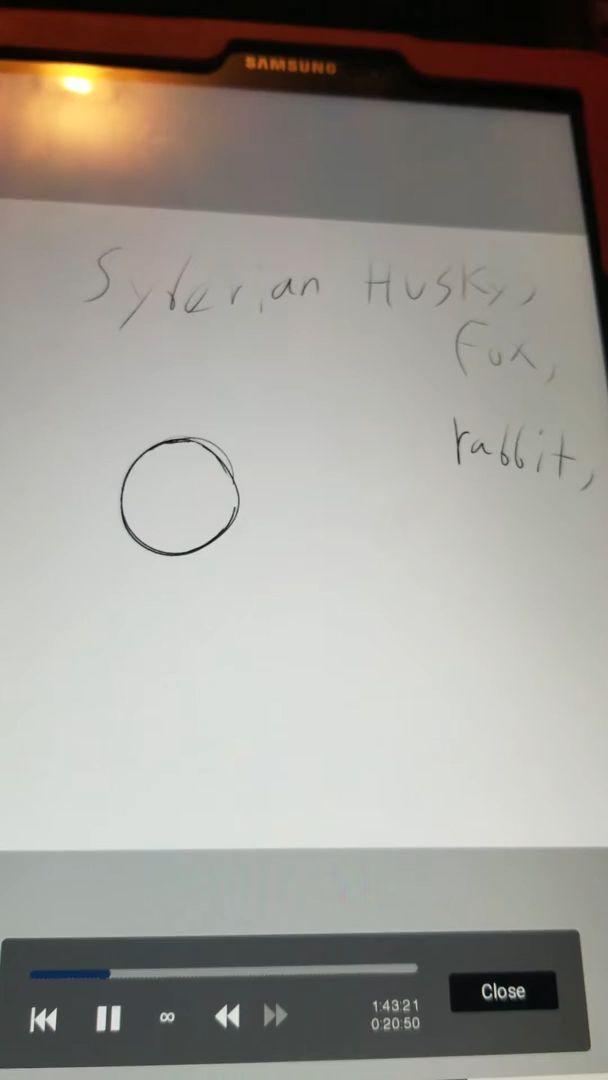 SAMSUNG
Syberian Husky,
Fox,
rabbit,
1:43:21
0:20:50
Close